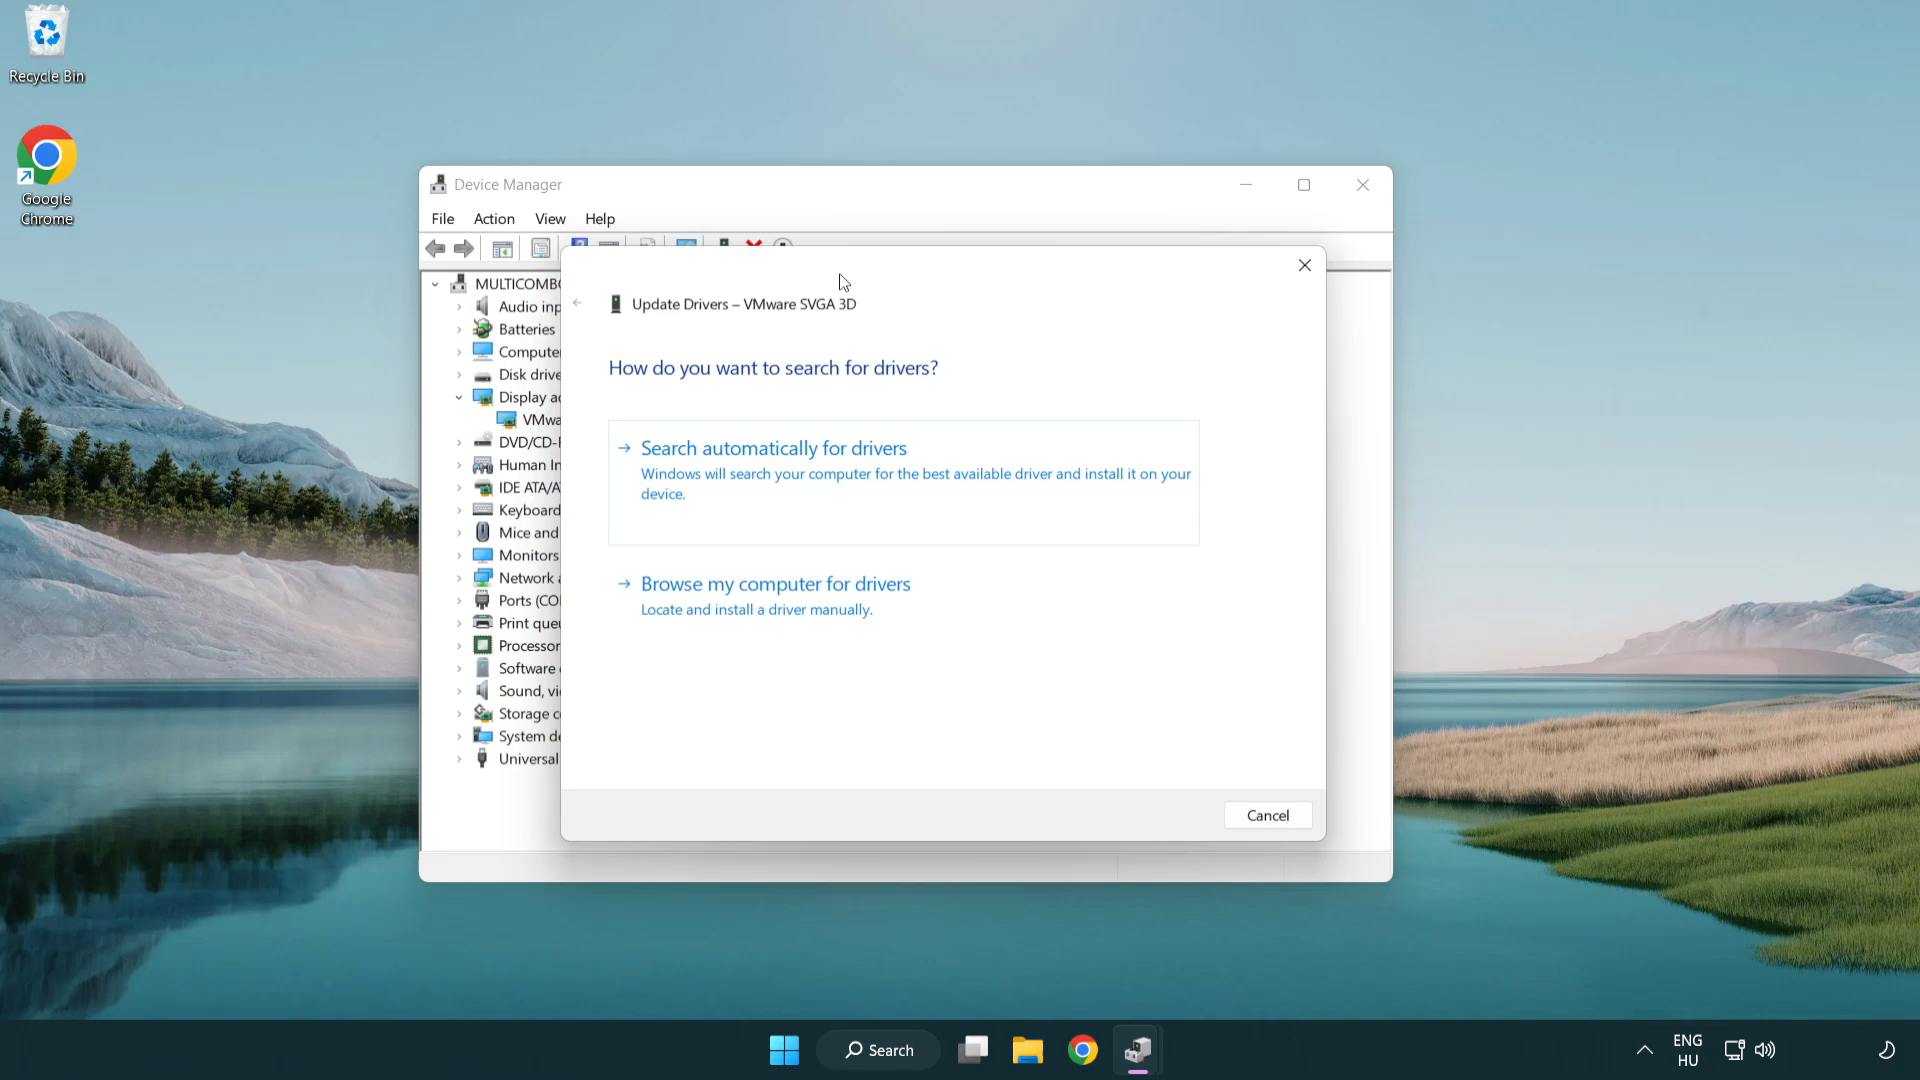 Recycle Bin
Google
Chrome
Device Manager
File Action View Help
MULTICOMBO
Audio inp
Batteries
Compute
Disk drive
Display a
VMwa
DVD/CD-
Human In
IDE ATA/A
Keyboard
Mice and
Monitors
Network a
Ports (CO
Print que
Processor
Software
Sound, vi
Storage c
System de
Universal
Update Drivers – VMware SVGA 3D
How do you want to search for drivers?
Search automatically for drivers
Windows will search your computer for the best available driver and install it on your
device.
Browse my computer for drivers
Locate and install a driver manually.
Cancel
Search
ENG
HU